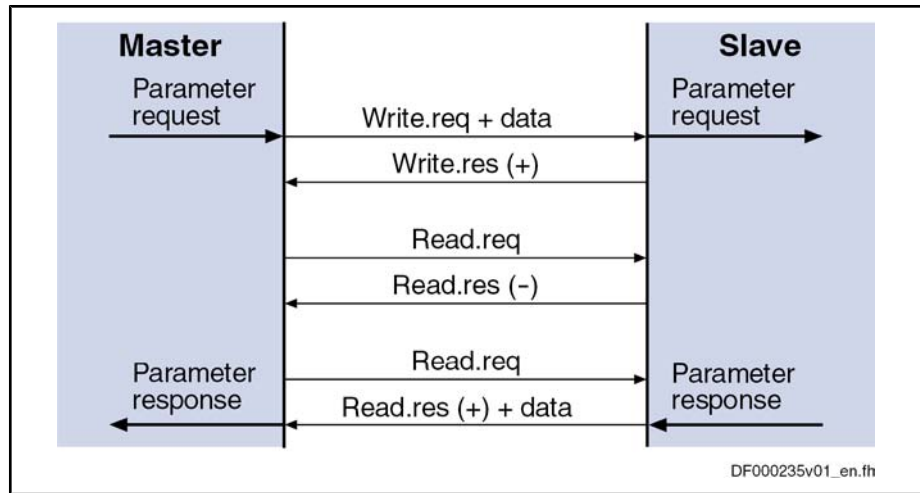 Master
Slave
Parameter
request
Write.req + data
Parameter
request
Write.res (+)
Read.req
Read.res (-)
Parameter
response
Read.req
Parameter
response
Read.res (+) + data
DF000235v01_en.fh